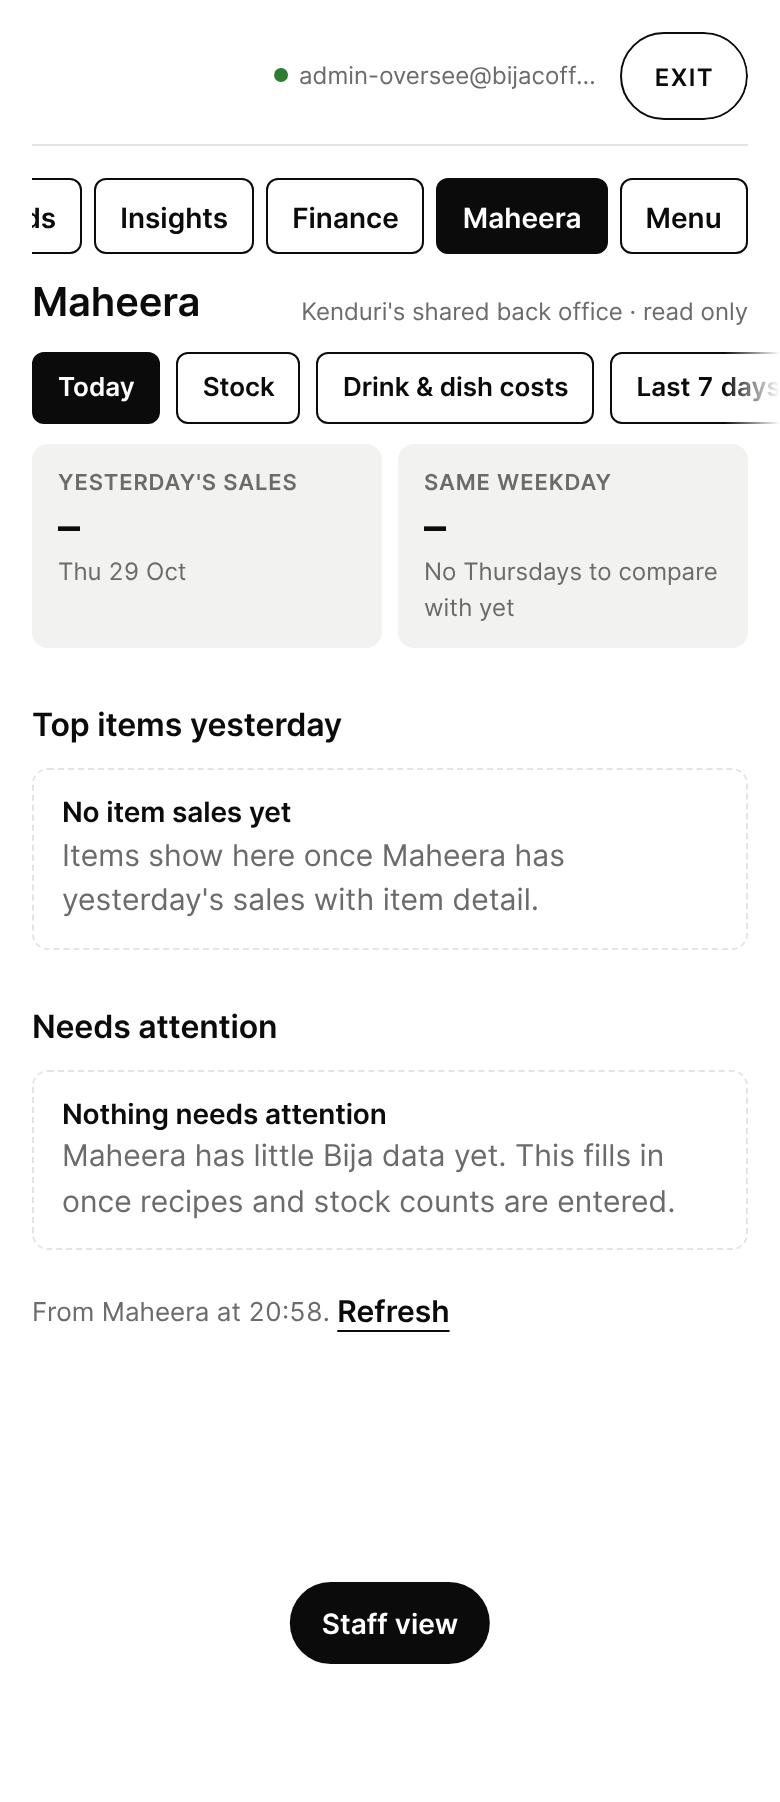 admin-oversee@bijacoff...
EXIT
ds
Insights
Finance
Maheera
Menu
Maheera
Kenduri's shared back office · read only
Today
Stock
Drink & dish costs
Last 7 days
YESTERDAY'S SALES
–
Thu 29 Oct
SAME WEEKDAY
–
No Thursdays to compare
with yet
Top items yesterday
No item sales yet
Items show here once Maheera has
yesterday's sales with item detail.
Needs attention
Nothing needs attention
Maheera has little Bija data yet. This fills in
once recipes and stock counts are entered.
From Maheera at 20:58. Refresh
Staff view